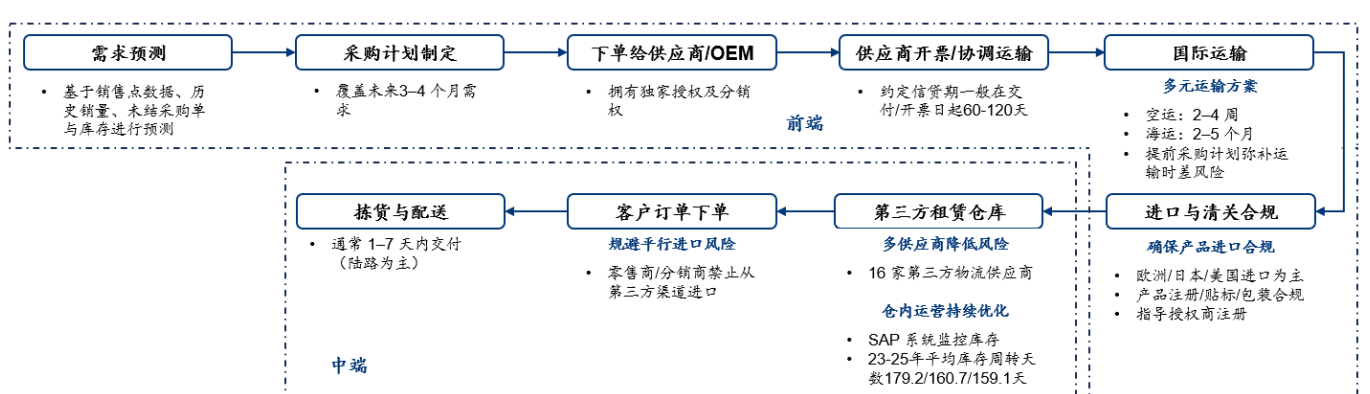 需求预测
• 基于销售点数据、历
史销量、未结采购单
与库存进行预测
采购计划制定
• 覆盖未来3–4 个月需
求
下单给供应商/OEM
• 拥有独家授权及分销
权
供应商开票/协调运输
• 约定信贷期一般在交
付/开票日起60-120天
国际运输
多元运输方案
• 空运：2–4 周
• 海运：2–5 个月
• 提前采购计划弥补运
输时差风险
前端
进口与清关合规
确保产品进口合规
• 欧洲/日本/美国进口为主
• 产品注册/贴标/包装合规
• 指导授权商注册
第三方租赁仓库
多供应商降低风险
• 16 家第三方物流供应商
仓内运营持续优化
• SAP 系统监控库存
• 23-25年平均库存周转天
数179.2/160.7/159.1天
客户订单下单
规避平行进口风险
• 零售商/分销商禁止从
第三方渠道进口
拣货与配送
• 通常 1–7 天内交付
（陆路为主）
中端